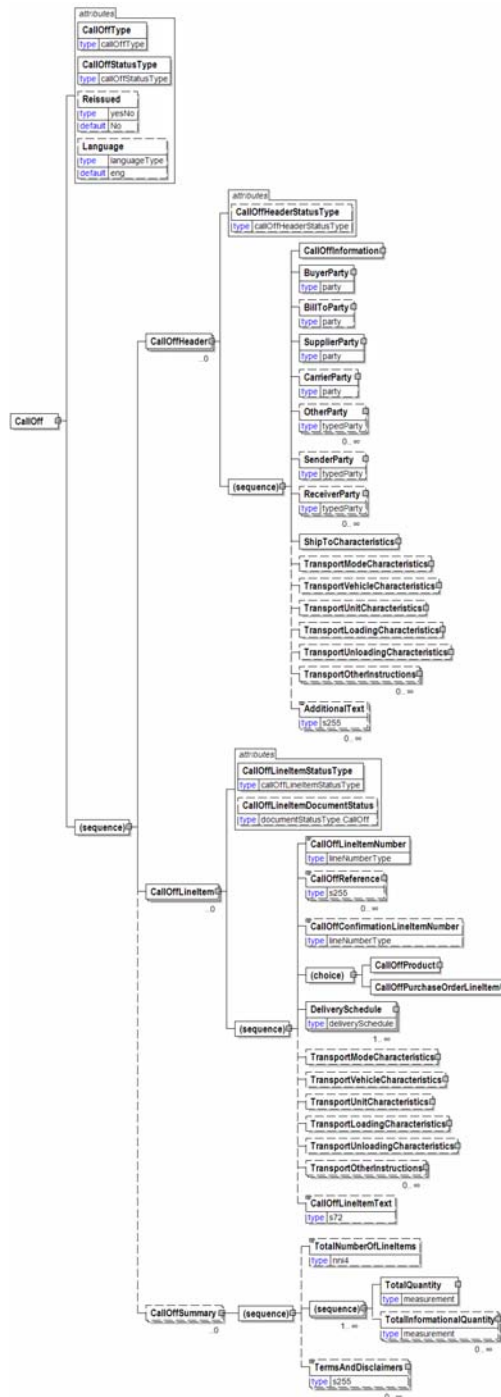 attributes
CallOffType
type callOffType
CallOffStatusType
type callOffStatusType
Reissued
type yesNo
default No
Language
type languageType
default eng
CallOff
(sequence)
CallOffHeader
..0
attributes
CallOffHeaderStatusType
type callOffHeaderStatusType
(sequence)
CallOffInformation
BuyerParty
type party
BillToParty
type party
SupplierParty
type party
CarrierParty
type party
OtherParty
type typedParty
0.. ∞
SenderParty
type typedParty
ReceiverParty
type typedParty
0.. ∞
ShipToCharacteristics
TransportModeCharacteristics
TransportVehicleCharacteristics
TransportUnitCharacteristics
TransportLoadingCharacteristics
TransportUnloadingCharacteristics
TransportOtherInstructions
0.. ∞
AdditionalText
type s255
0.. ∞
CallOffLineItem
..0
attributes
CallOffLineItemStatusType
type callOffLineItemStatusType
CallOffLineItemDocumentStatus
type documentStatusType.CallOff
(sequence)
CallOffLineItemNumber
type lineNumberType
CallOffReference
type s255
0.. ∞
CallOffConfirmationLineItemNumber
type lineNumberType
(choice)
CallOffProduct
CallOffPurchaseOrderLineItem
DeliverySchedule
type deliverySchedule
1.. ∞
TransportModeCharacteristics
TransportVehicleCharacteristics
TransportUnitCharacteristics
TransportLoadingCharacteristics
TransportUnloadingCharacteristics
TransportOtherInstructions
0.. ∞
CallOffLineItemText
type s72
CallOffSummary
..0
(sequence)
TotalNumberOfLineItems
type nni4
(sequence)
1.. ∞
TotalQuantity
type measurement
TotalInformationalQuantity
type measurement
0.. ∞
TermsAndDisclaimers
type s255
0.. ∞